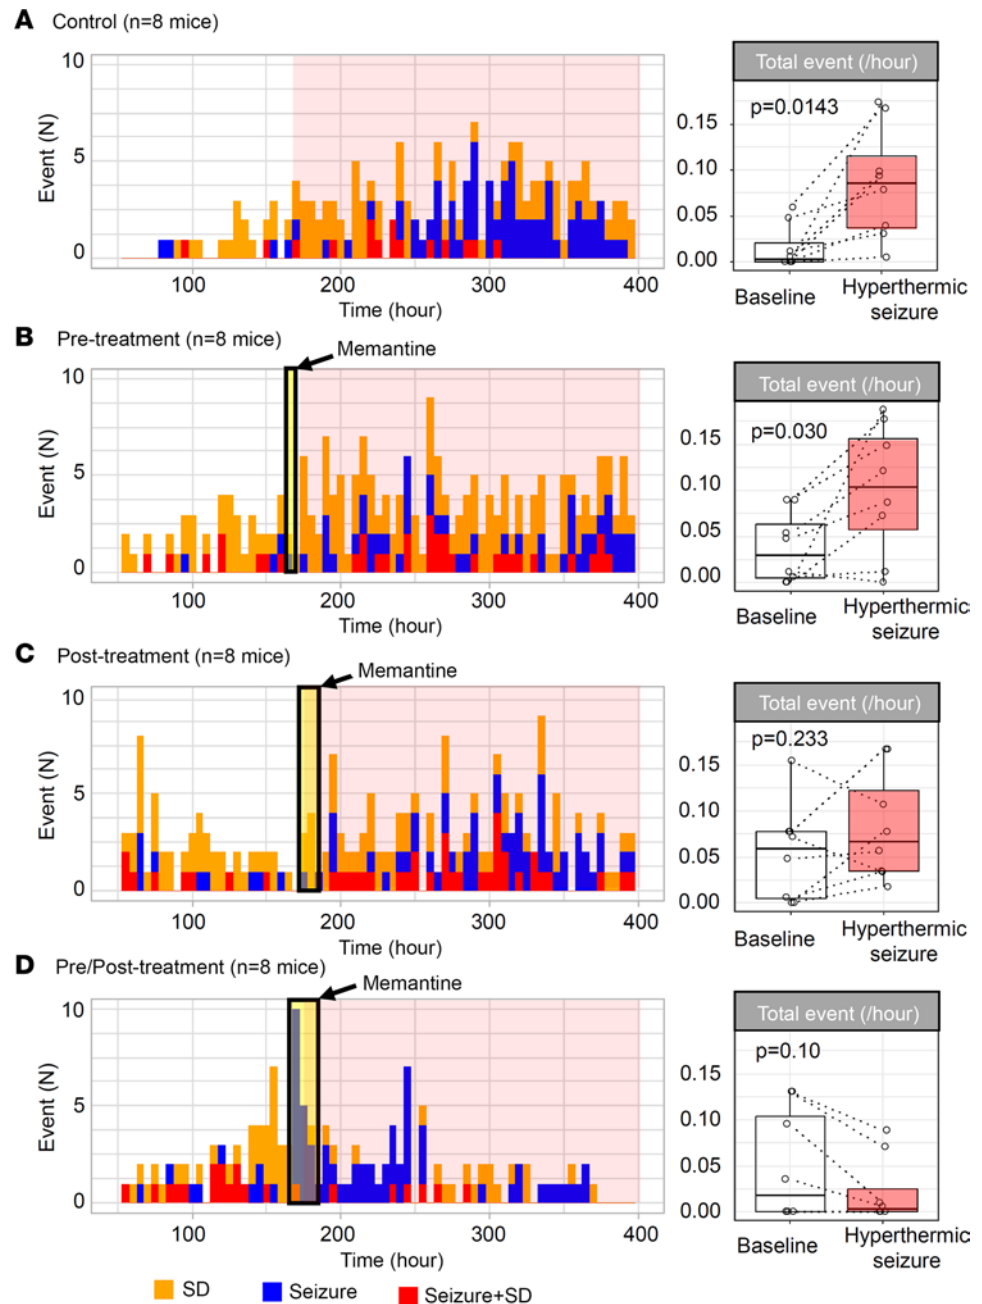 A Control (n=8 mice)
Event (N)
10
5
0
100 200 300 400
Time (hour)
Total event (/hour)
p=0.0143
0.15
0.10
0.05
0.00
Baseline
Hyperthermic
seizure
B Pre-treatment (n=8 mice)
Memantine
Event (N)
10
5
0
100 200 300 400
Time (hour)
Total event (/hour)
p=0.030
0.15
0.10
0.05
0.00
Baseline
Hyperthermic
seizure
C Post-treatment (n=8 mice)
Memantine
Event (N)
10
5
0
100 200 300 400
Time (hour)
Total event (/hour)
p=0.233
0.15
0.10
0.05
0.00
Baseline
Hyperthermic
seizure
D Pre/Post-treatment (n=8 mice)
Memantine
Event (N)
10
5
0
100 200 300 400
Time (hour)
Total event (/hour)
p=0.10
0.15
0.10
0.05
0.00
Baseline
Hyperthermic
seizure
SD Seizure Seizure+SD